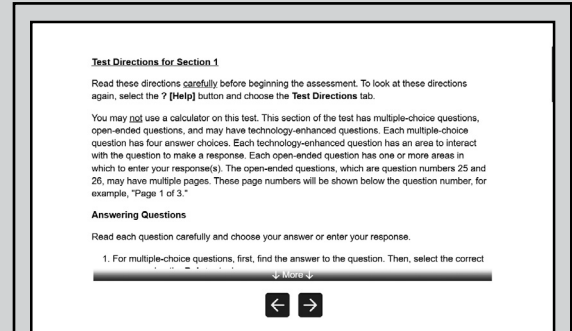 Test Directions for Section 1
Read these directions carefully before beginning the assessment. To look at these directions
again, select the ? [Help] button and choose the Test Directions tab.
You may not use a calculator on this test. This section of the test has multiple-choice questions,
open-ended questions, and may have technology-enhanced questions. Each multiple-choice
question has four answer choices. Each technology-enhanced question has an area to interact
with the question to make a response. Each open-ended question has one or more areas in
which to enter your response(s). The open-ended questions, which are question numbers 25 and
26, may have multiple pages. These page numbers will be shown below the question number, for
example, "Page 1 of 3."
Answering Questions
Read each question carefully and choose your answer or enter your response.
1. For multiple-choice questions, first, find the answer to the question. Then, select the correct
↓ More ↓